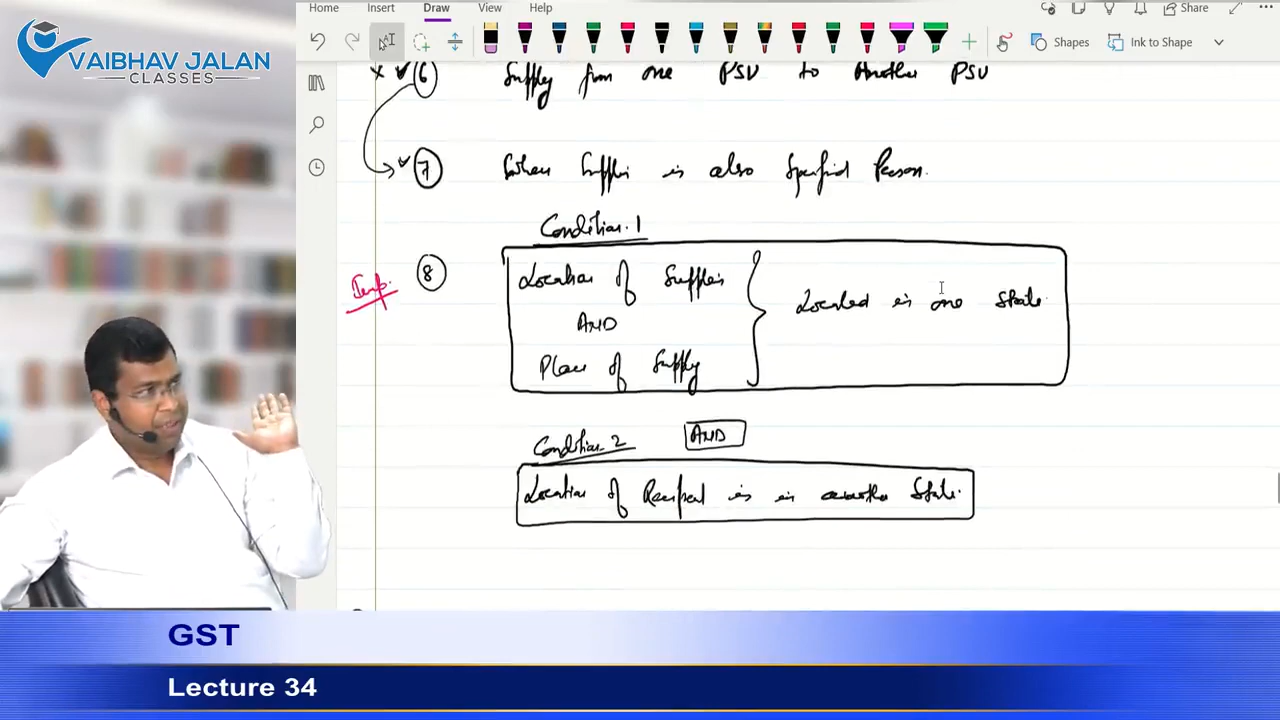 VAIBHAV JALAN
CLASSES
Home Insert Draw View Help
Share
Shapes
Ink to Shape
6 Supply from one PSU to Another PSU
7 When Supplier is also Specified Person.
Condition. 1
Imp.
8 Location of Supplier
AND
Place of Supply
Located in one State.
AND
Condition. 2
Location of Recipient is in another State.
GST
Lecture 34